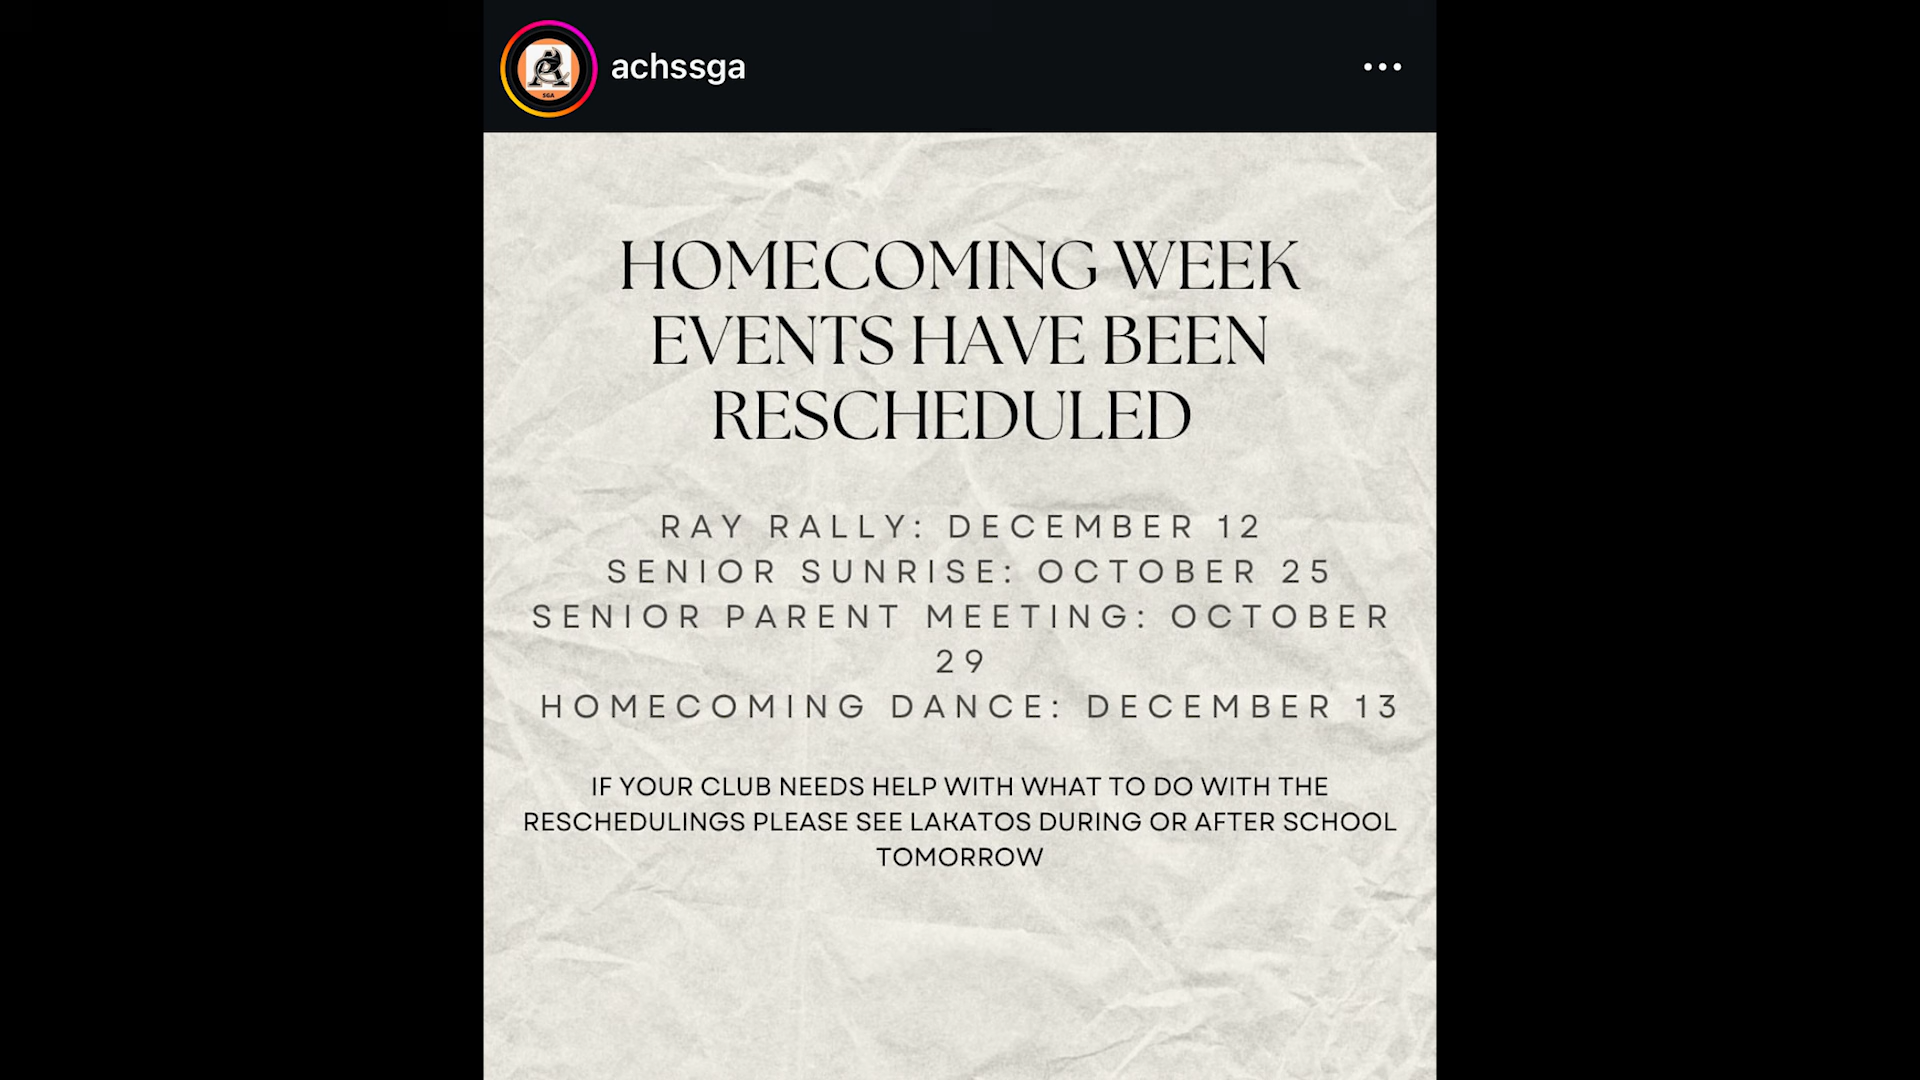 achssga
SGA
HOMECOMING WEEK
EVENTS HAVE BEEN
RESCHEDULED
RAY RALLY: DECEMBER 12
SENIOR SUNRISE: OCTOBER 25
SENIOR PARENT MEETING: OCTOBER
29
HOMECOMING DANCE: DECEMBER 13
IF YOUR CLUB NEEDS HELP WITH WHAT TO DO WITH THE
RESCHEDULINGS PLEASE SEE LAKATOS DURING OR AFTER SCHOOL
TOMORROW